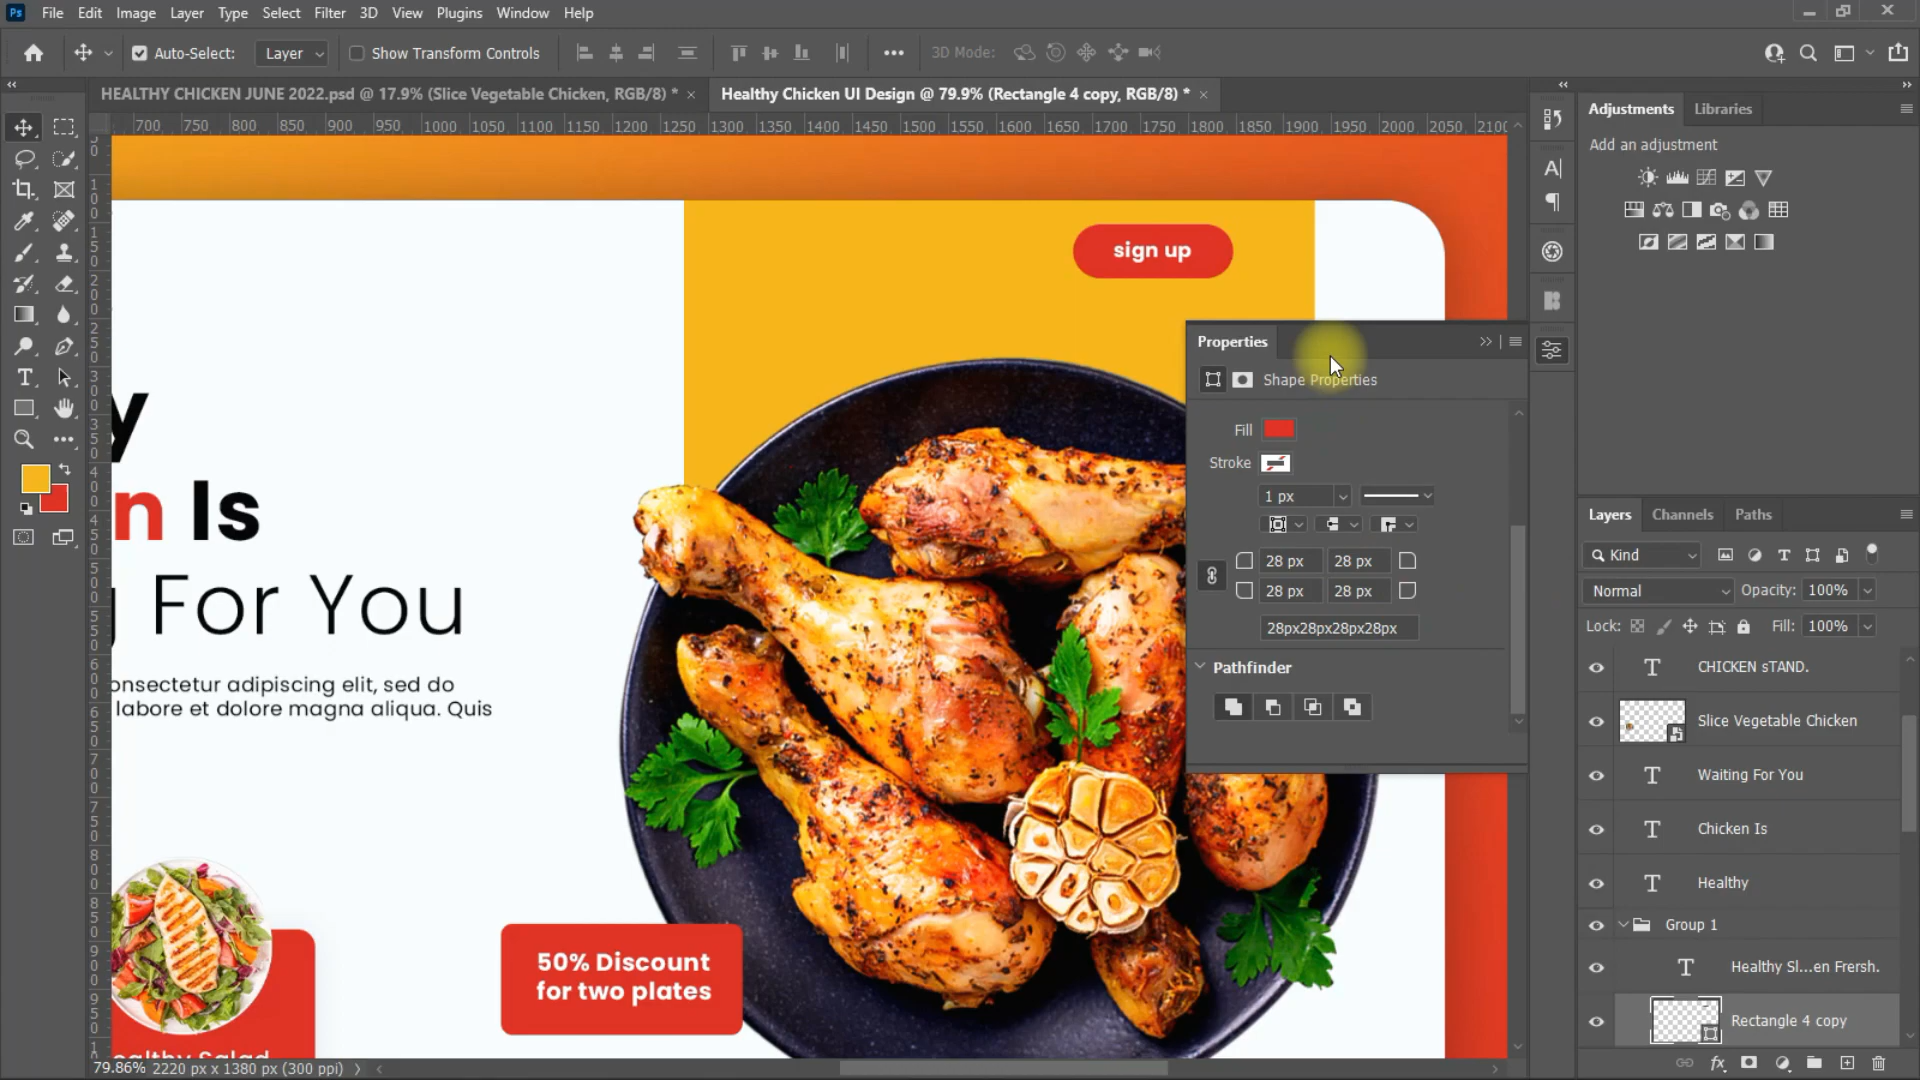 Ps File Edit Image Layer Type Select Filter 3D View Plugins Window Help
Auto-Select: Layer Show Transform Controls 3D Mode:
HEALTHY CHICKEN JUNE 2022.psd @ 17.9% (Slice Vegetable Chicken, RGB/8) * × Healthy Chicken UI Design @ 79.9% (Rectangle 4 copy, RGB/8) * ×
700 750 800 850 900 950 1000 1050 1100 1150 1200 1250 1300 1350 1400 1450 1500 1550 1600 1650 1700 1750 1800 1850 1900 1950 2000 2050 2100
Adjustments Libraries
Add an adjustment
sign up
Properties
Shape Properties
Fill
Stroke
1 px
28 px 28 px
28 px 28 px
28px28px28px28px
Pathfinder
y
n Is
For You
onsectetur adipiscing elit, sed do
labore et dolore magna aliqua. Quis
50% Discount
for two plates
ealthy Salad
Layers Channels Paths
Kind
Normal Opacity: 100%
Lock: Fill: 100%
CHICKEN sTAND.
Slice Vegetable Chicken
Waiting For You
Chicken Is
Healthy
Group 1
Healthy Sl...en Frersh.
Rectangle 4 copy
79.86% 2220 px x 1380 px (300 ppi)